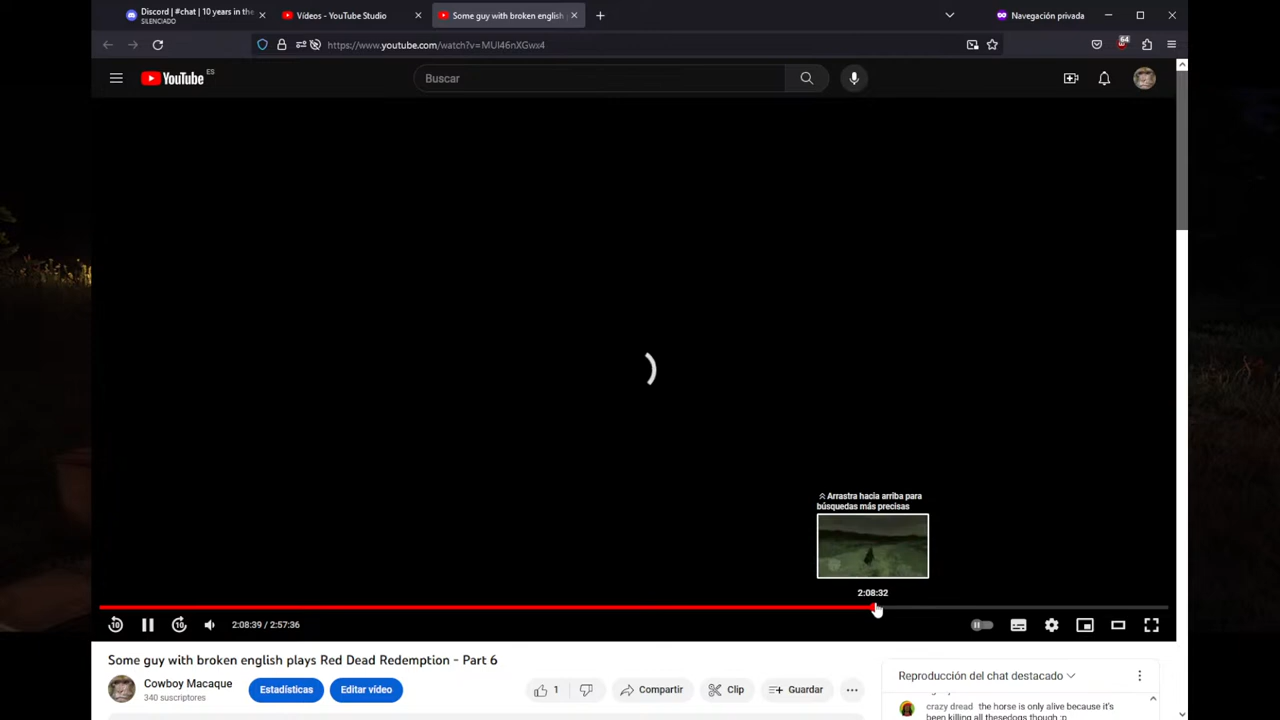 Discord | #chat | 10 years in the
SILENCIADO
Vídeos - YouTube Studio
Some guy with broken english
Navegación privada
https://www.youtube.com/watch?v=MUI46nXGwx4
64
YouTube ES
Buscar
Arrastra hacia arriba para
búsquedas más precisas
2:08:32
10
10
2:08:39 / 2:57:36
Some guy with broken english plays Red Dead Redemption - Part 6
Cowboy Macaque
340 suscriptores
Estadísticas
Editar vídeo
1
Compartir
Clip
Guardar
Reproducción del chat destacado
crazy dread the horse is only alive because it's
been killing all thesedogs though :p